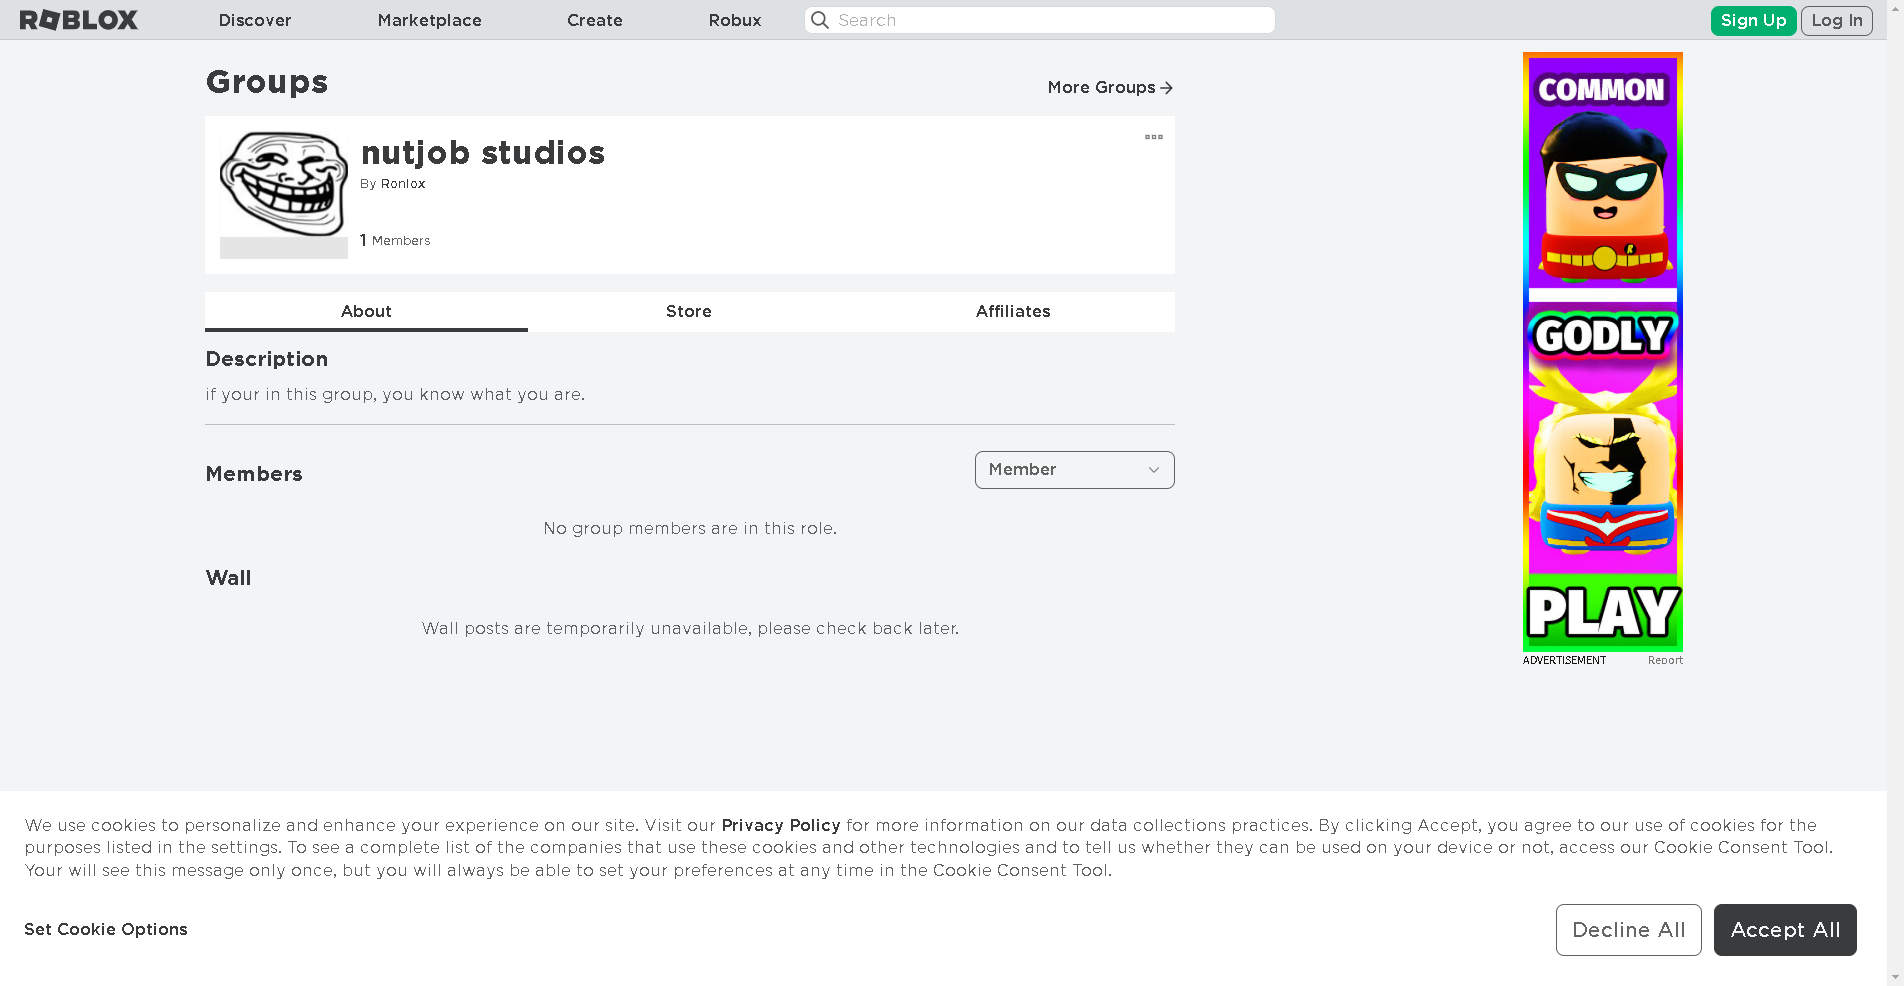 ROBLOX Discover Marketplace Create Robux Search Sign Up Log In
Groups
More Groups
nutjob studios
By Ronlox
1 Members
About Store Affiliates
Description
if your in this group, you know what you are.
Members
Member
No group members are in this role.
Wall
Wall posts are temporarily unavailable, please check back later.
COMMON
R
GODLY
PLAY
ADVERTISEMENT Report
We use cookies to personalize and enhance your experience on our site. Visit our Privacy Policy for more information on our data collections practices. By clicking Accept, you agree to our use of cookies for the
purposes listed in the settings. To see a complete list of the companies that use these cookies and other technologies and to tell us whether they can be used on your device or not, access our Cookie Consent Tool.
Your will see this message only once, but you will always be able to set your preferences at any time in the Cookie Consent Tool.
Set Cookie Options
Decline All Accept All